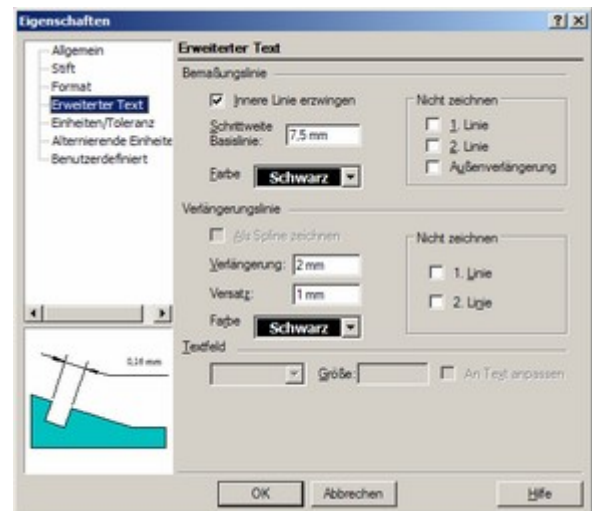 Eigenschaften
Allgemein
Stift
Format
Erweiterter Text
Einheiten/Toleranz
Alternierende Einheite
Benutzerdefiniert
0,16 mm
Erweiterter Text
Bemaßungslinie
Innere Linie erzwingen
Schrittweite
Basislinie:
7,5 mm
Farbe
Schwarz
Nicht zeichnen
1. Linie
2. Linie
Außenverlängerung
Verlängerungslinie
Als Spline zeichnen
Verlängerung:
2 mm
Versatz:
1 mm
Farbe
Schwarz
Nicht zeichnen
1. Linie
2. Linie
Textfeld
Größe:
An Text anpassen
OK
Abbrechen
Hilfe